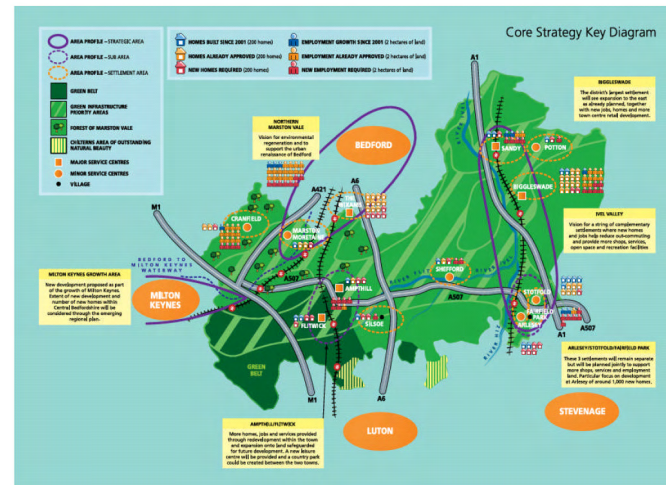 Core Strategy Key Diagram
AREA PROFILE – STRATEGIC AREA
AREA PROFILE – SUB AREA
AREA PROFILE – SETTLEMENT AREA
GREEN BELT
GREEN INFRASTRUCTURE
PRIORITY AREAS
FOREST OF MARSTON VALE
CHILTERNS AREA OF OUTSTANDING
NATURAL BEAUTY
MAJOR SERVICE CENTRES
MINOR SERVICE CENTRES
VILLAGE
HOMES BUILT SINCE 2001 (200 homes)
HOMES ALREADY APPROVED (200 homes)
NEW HOMES REQUIRED (200 homes)
EMPLOYMENT GROWTH SINCE 2001 (2 hectares of land)
EMPLOYMENT ALREADY APPROVED (2 hectares of land)
NEW EMPLOYMENT REQUIRED (2 hectares of land)
A1
BIGGLESWADE
The district's largest settlement
will see expansion to the east
as already planned, together
with new jobs, homes and more
town centre retail development.
NORTHERN
MARSTON VALE
Vision for environmental
regeneration and to
support the urban
renaissance of Bedford
BEDFORD
RIVER IVEL
SANDY
POTTON
BIGGLESWADE
A421
A6
M1
CRANFIELD
MARSTON
MORETAINE
IVEL VALLEY
Vision for a string of complementary
settlements where new homes
and jobs help reduce out-commuting
and provide more shops, services,
open space and recreation facilities
BEDFORD TO
MILTON KEYNES
WATERWAY
MILTON KEYNES GROWTH AREA
New development proposed as part
of the growth of Milton Keynes.
Extent of new development and
number of new homes within
Central Bedfordshire will be
considered through the emerging
regional plan.
MILTON
KEYNES
A507
AMPTHILL
RIVER FLIT
SHEFFORD
A507
STOTFOLD
FAIRFIELD
PARK
ARLESEY
FLITWICK
SILSOE
RIVER HIZ
A1
A507
GREEN
BELT
M1
A6
ARLESEY/STOTFOLD/FAIRFIELD PARK
These 3 settlements will remain separate
but will be planned jointly to support
more shops, services and employment
land. Particular focus on development
at Arlesey of around 1,000 new homes.
STEVENAGE
LUTON
AMPTHILL/FLITWICK
More homes, jobs and services provided
through redevelopment within the town
and expansion onto land safeguarded
for future development. A new leisure
centre will be provided and a country park
could be created between the two towns.